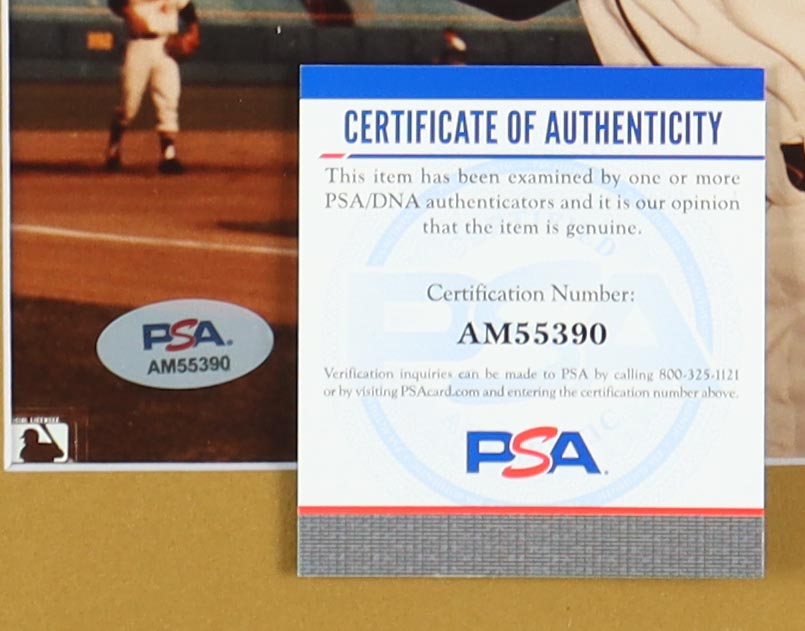 CERTIFICATE OF AUTHENTICITY
This item has been examined by one or more
PSA/DNA authenticators and it is our opinion
that the item is genuine.
Certification Number:
AM55390
Verification inquiries can be made to PSA by calling 800-325-1121
or by visiting PSAcard.com and entering the certification number above.
PSA.
PSA.
AM55390